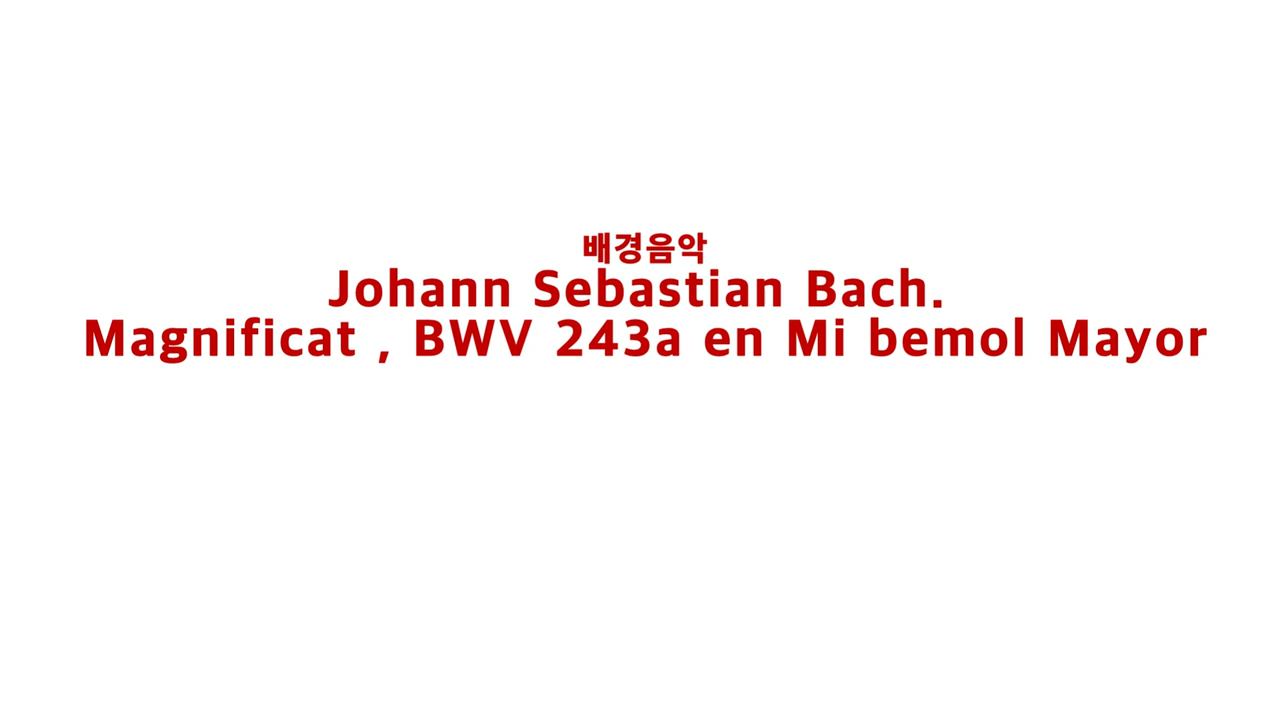 배경음악
Johann Sebastian Bach.
Magnificat , BWV 243a en Mi bemol Mayor